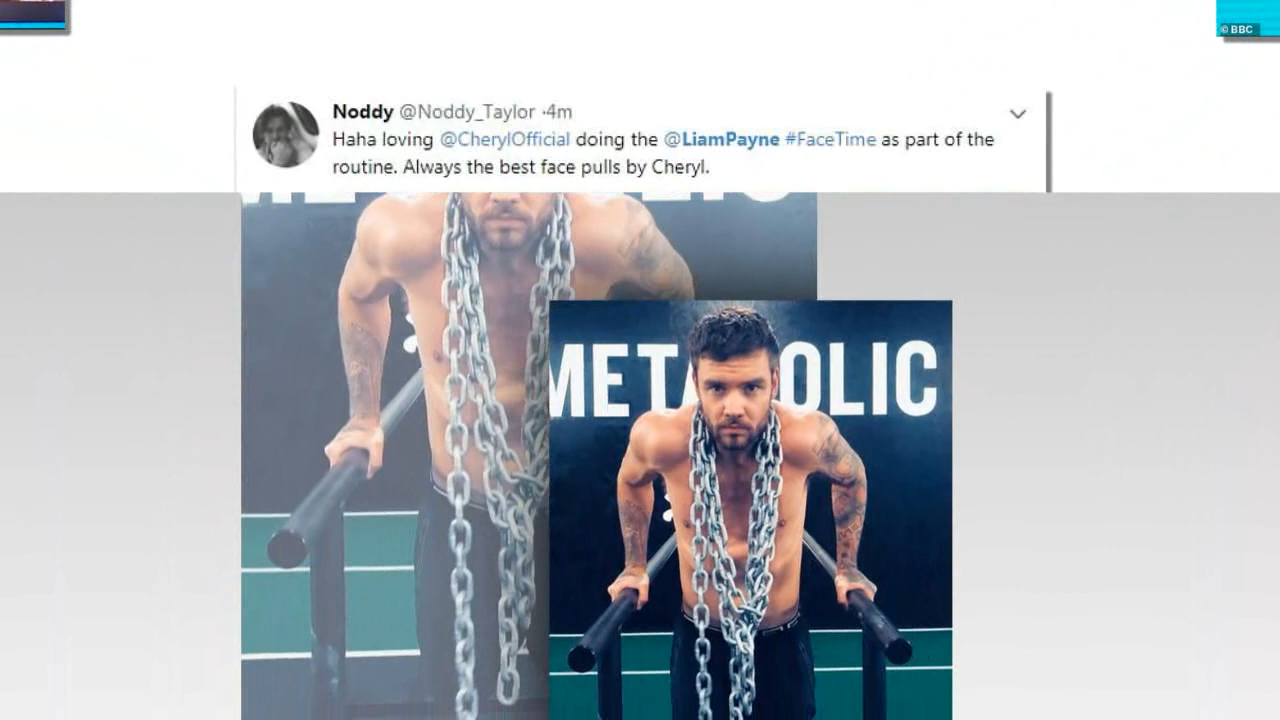 © BBC
Noddy @Noddy_Taylor ·4m
Haha loving @CherylOfficial doing the @LiamPayne #FaceTime as part of the
routine. Always the best face pulls by Cheryl.